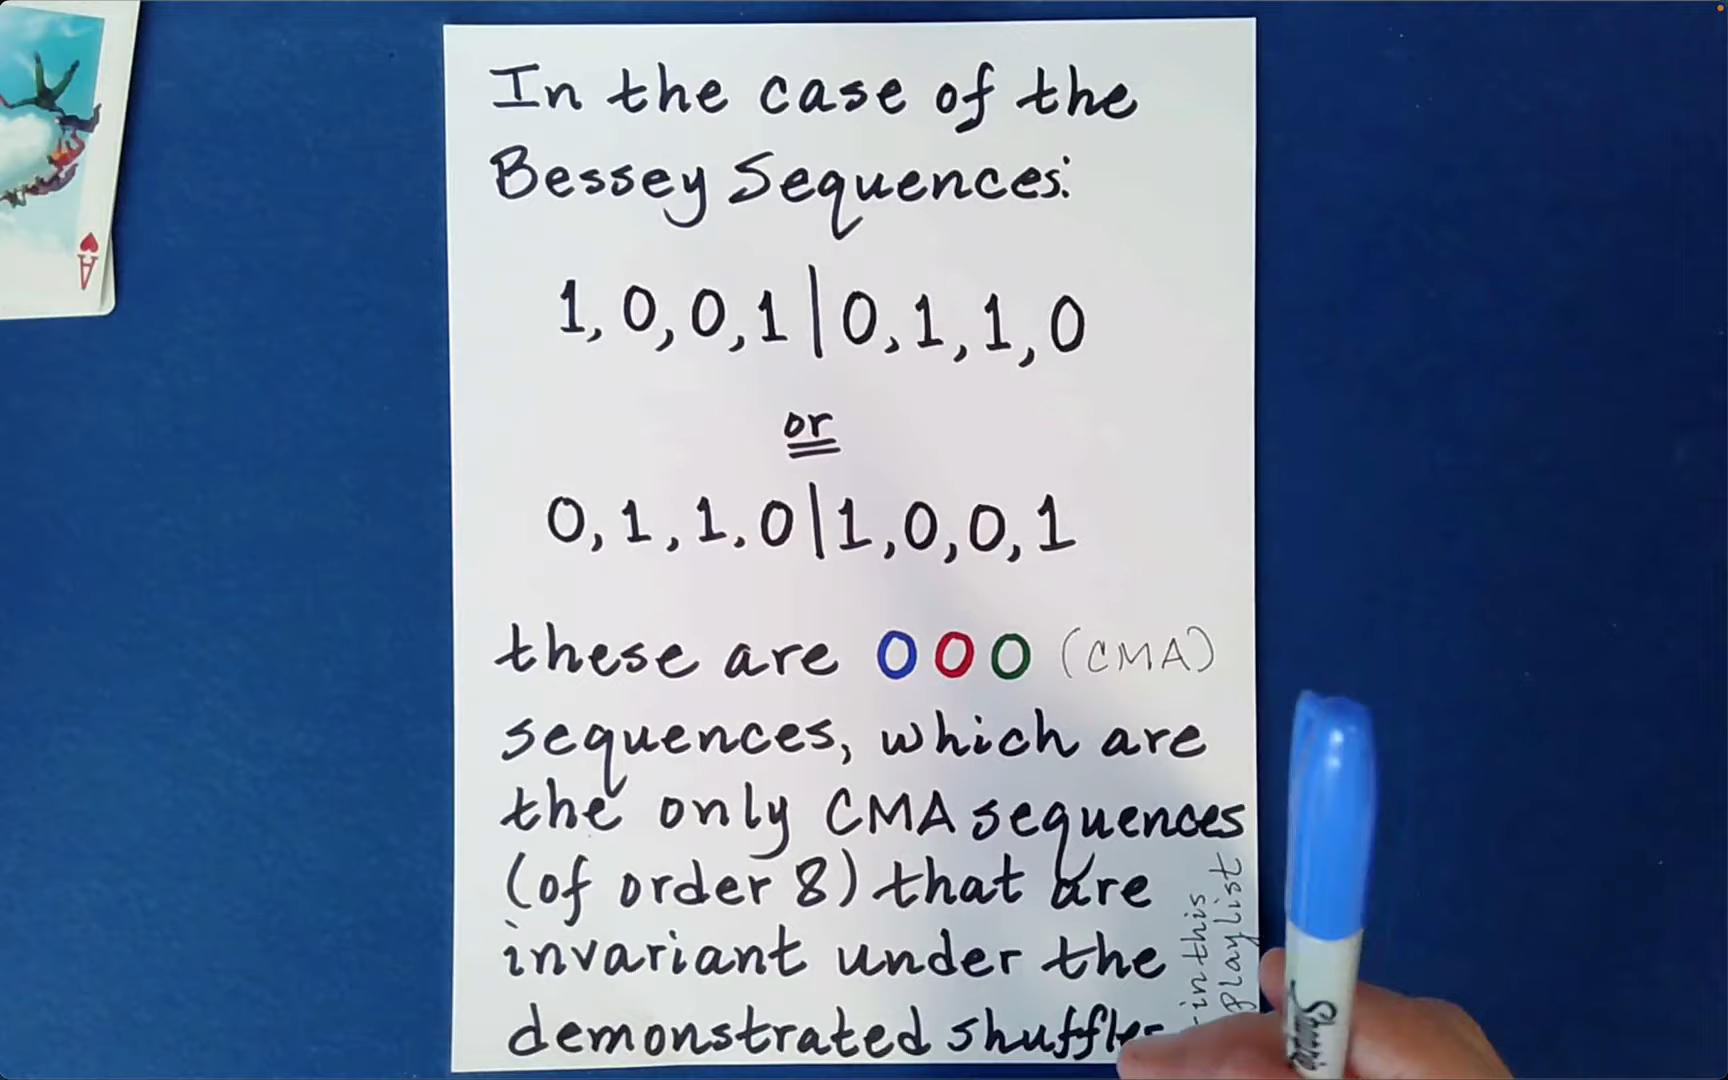 In the case of the
Bessey Sequences:
1, 0, 0, 1 | 0, 1, 1, 0
or
0, 1, 1, 0 | 1, 0, 0, 1
these are 000 (CMA)
sequences, which are
the only CMA sequences
(of order 8) that are
invariant under the
demonstrated
-in this
playlist
A
Sharpie